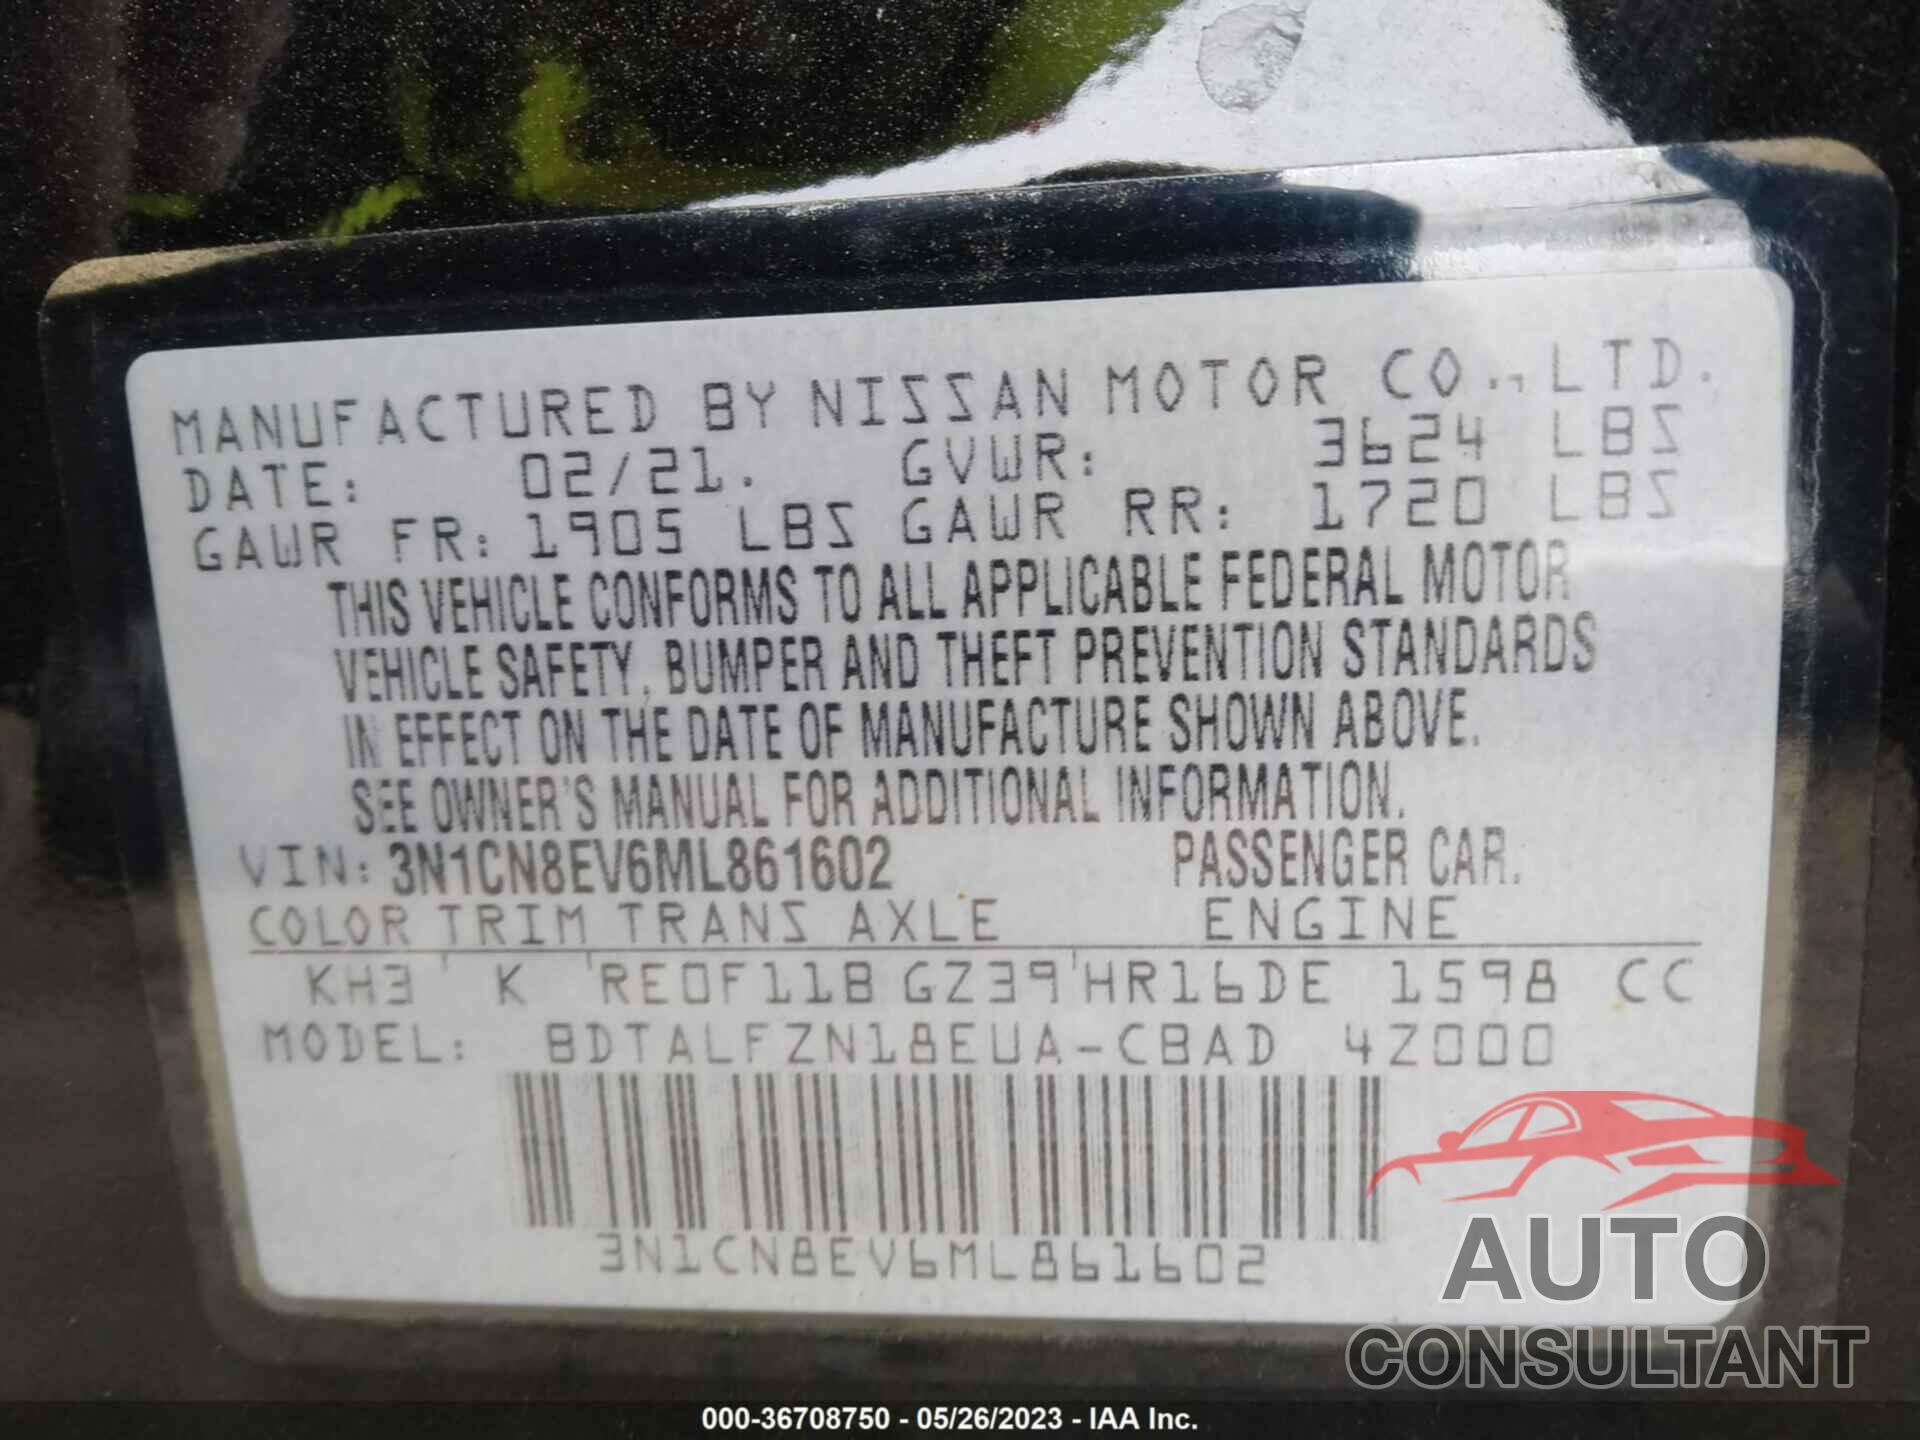 MANUFACTURED BY NISSAN MOTOR CO., LTD.
DATE: 02/21. GVWR: 3624 LBS
GAWR FR: 1905 LBS GAWR RR: 1720 LBS
THIS VEHICLE CONFORMS TO ALL APPLICABLE FEDERAL MOTOR
VEHICLE SAFETY, BUMPER AND THEFT PREVENTION STANDARDS
IN EFFECT ON THE DATE OF MANUFACTURE SHOWN ABOVE.
SEE OWNER'S MANUAL FOR ADDITIONAL INFORMATION.
VIN: 3N1CN8EV6ML861602 PASSENGER CAR.
COLOR TRIM TRANS AXLE ENGINE
KH3 K RE0F11B GZ39 HR16DE 1598 CC
MODEL: BDTALFZN18EUA-CBAD 4Z000
3N1CN8EV6ML861602
AUTO
CONSULTANT
000-36708750 - 05/26/2023 - IAA Inc.